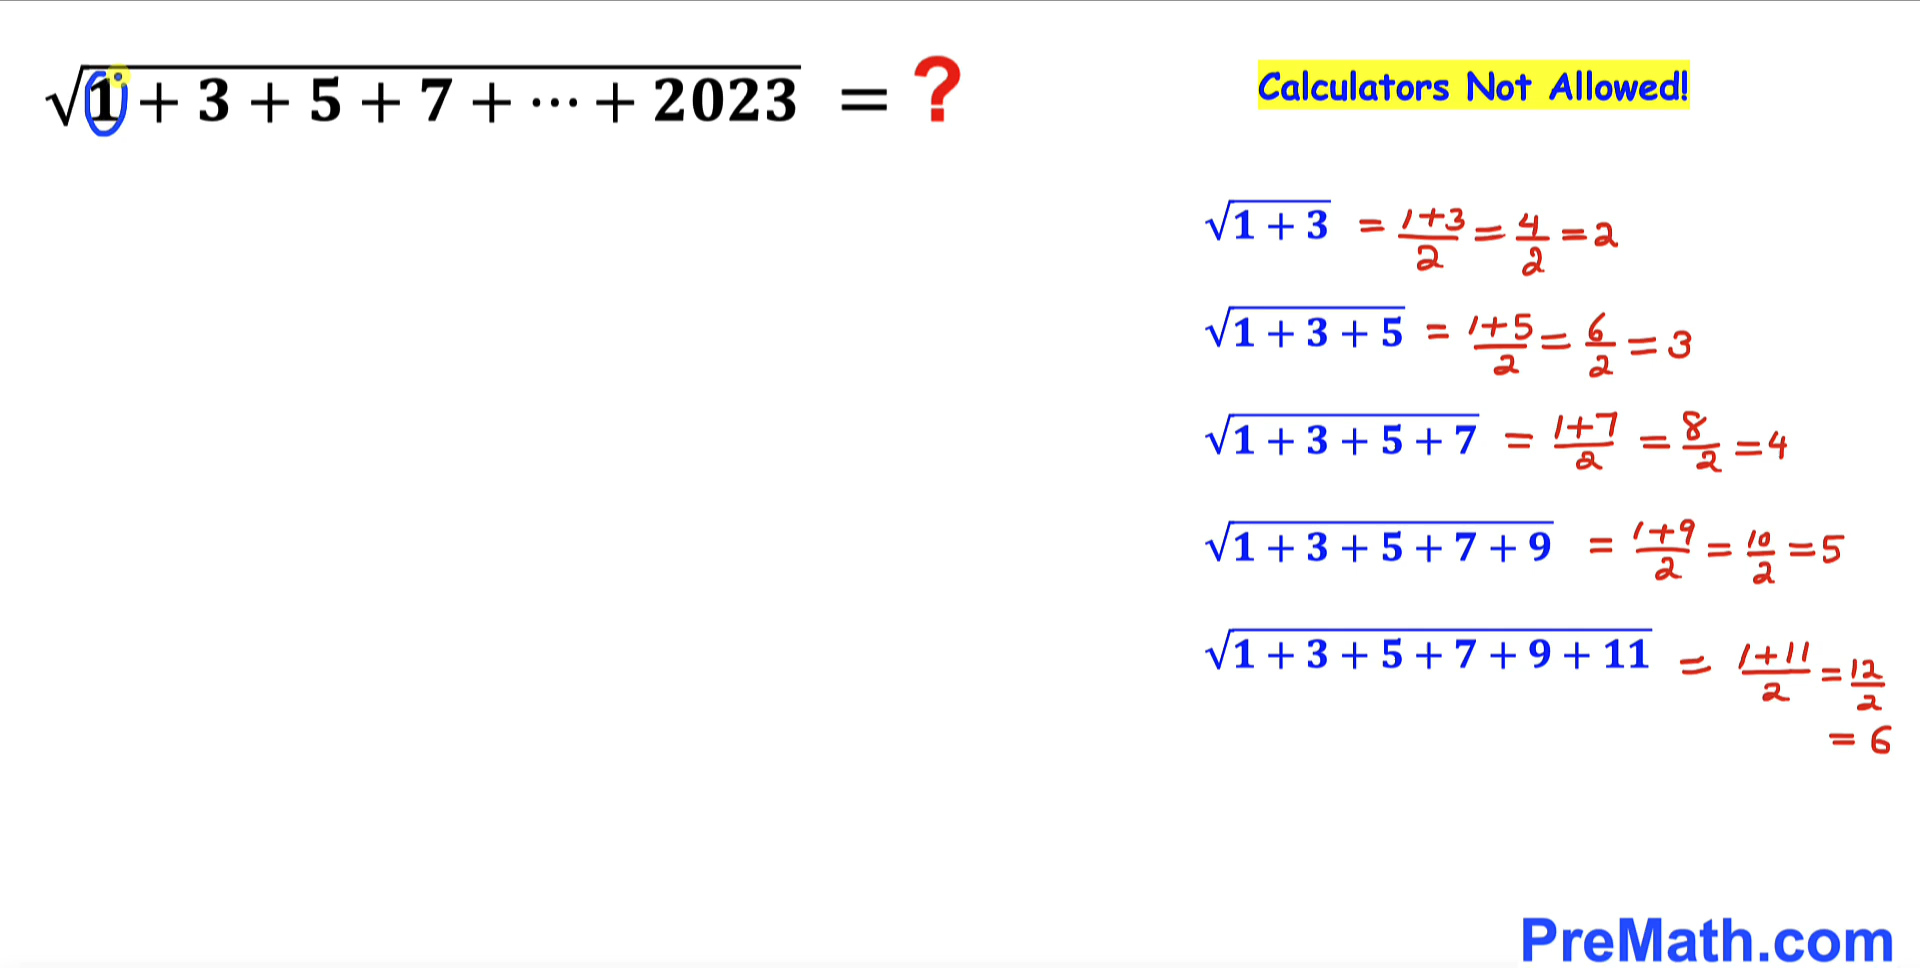 √1 + 3 + 5 + 7 + ⋯ + 2023 = ?
Calculators Not Allowed!
√1 + 3 = 1+3/2 = 4/2 = 2
√1 + 3 + 5 = 1+5/2 = 6/2 = 3
√1 + 3 + 5 + 7 = 1+7/2 = 8/2 = 4
√1 + 3 + 5 + 7 + 9 = 1+9/2 = 10/2 = 5
√1 + 3 + 5 + 7 + 9 + 11 = 1+11/2 = 12/2
= 6
PreMath.com